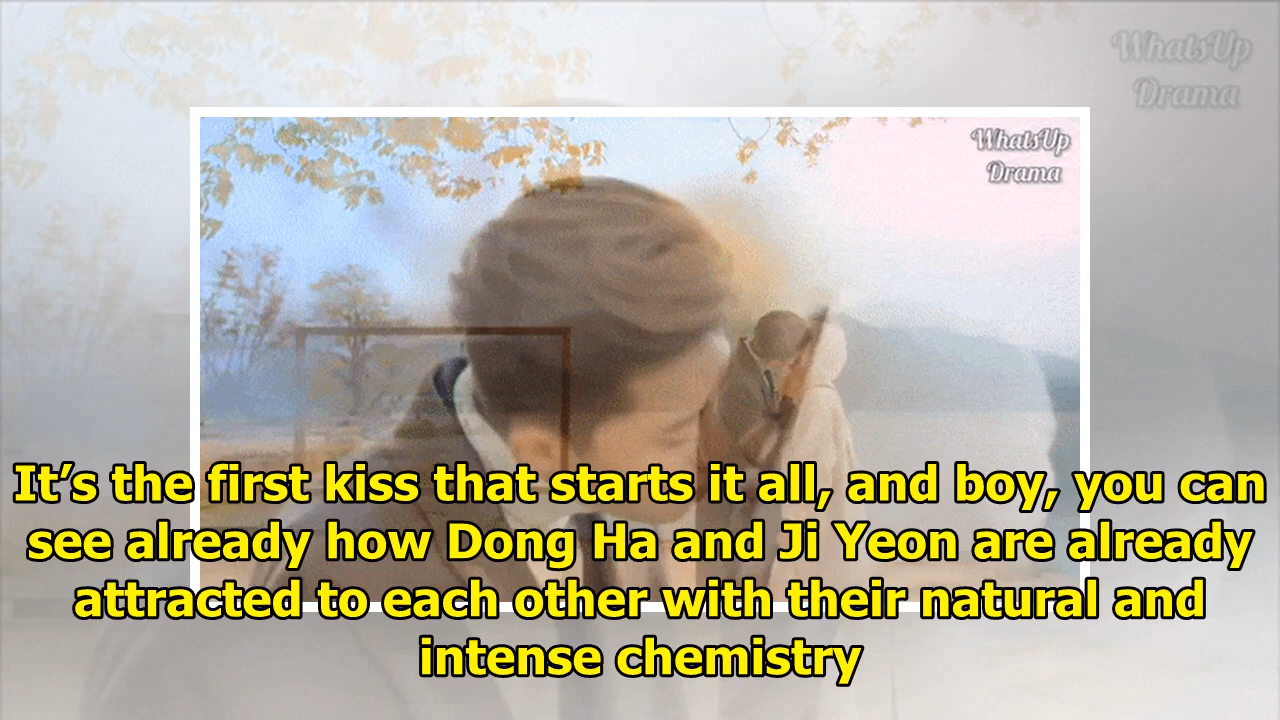 WhatsUp
Drama
WhatsUp
Drama
It’s the first kiss that starts it all, and boy, you can
see already how Dong Ha and Ji Yeon are already
attracted to each other with their natural and
intense chemistry